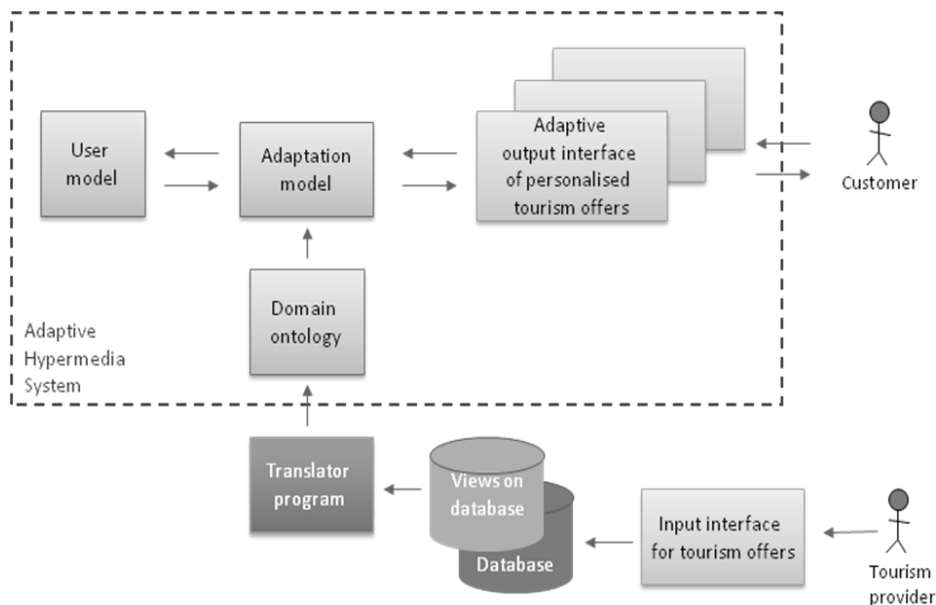 User
model
Adaptation
model
Adaptive
output interface
of personalised
tourism offers
Customer
Domain
ontology
Adaptive
Hypermedia
System
Translator
program
Views on
database
Database
Input interface
for tourism offers
Tourism
provider